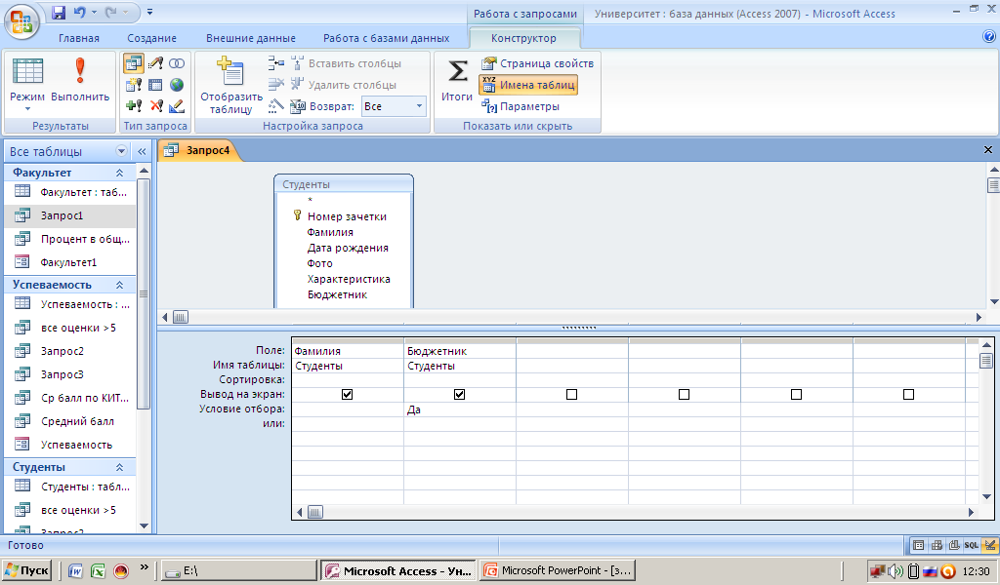 Работа с запросами
Университет : база данных (Access 2007) - Microsoft Access
Главная Создание Внешние данные Работа с базами данных Конструктор
Режим Выполнить
Результаты
Тип запроса
Отобразить таблицу
Вставить столбцы
Удалить столбцы
Возврат: Все
Настройка запроса
Итоги
Страница свойств
XYZ Имена таблиц
Параметры
Показать или скрыть
Все таблицы
Факультет
Факультет : таб...
Запрос1
Процент в общ...
Факультет1
Успеваемость
Успеваемость : ...
все оценки >5
Запрос2
Запрос3
Ср балл по КИТ...
Средний балл
Успеваемость
Студенты
Студенты : табл...
все оценки >5
Запрос2
Запрос4
Студенты
*
Номер зачетки
Фамилия
Дата рождения
Фото
Характеристика
Бюджетник
Поле: Фамилия Бюджетник
Имя таблицы: Студенты Студенты
Сортировка:
Вывод на экран:
Условие отбора: Да
или:
Готово
SQL
Пуск
E:\
Microsoft Access - Ун...
Microsoft PowerPoint - [з...
12:30